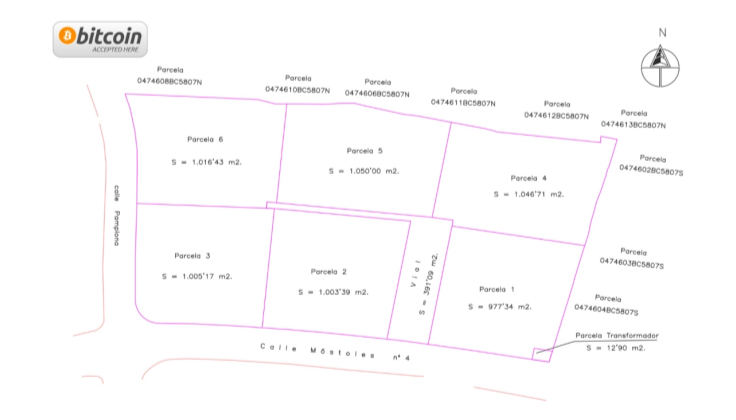 bitcoin
ACCEPTED HERE
N
Parcela
0474608BC5807N
Parcela
0474610BC5807N
Parcela
0474606BC5807N
Parcela
0474611BC5807N
Parcela
0474612BC5807N
Parcela
0474613BC5807N
Parcela
0474602BC5807S
Parcela 6
S = 1.016'43 m2.
Parcela 5
S = 1.050'00 m2.
Parcela 4
S = 1.046'71 m2.
calle Pamplona
Parcela 3
S = 1.005'17 m2.
Parcela 2
S = 1.003'39 m2.
Vial
S = 391'09 m2.
Parcela 1
S = 977'34 m2.
Parcela
0474603BC5807S
Parcela
0474604BC5807S
Parcela Transformador
S = 12'90 m2.
Calle Móstoles nº 4